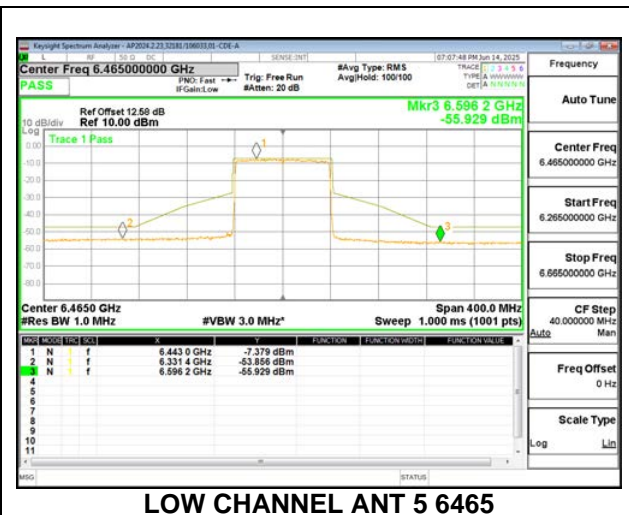 Keysight Spectrum Analyzer - AP2024.2.23,32181/106033,01-CDE-A
L RF 50 Ω DC SENSE:INT 07:07:48 PM Jun 14, 2025
Center Freq 6.465000000 GHz
PASS
PNO: Fast
IFGain:Low
Trig: Free Run
#Atten: 20 dB
#Avg Type: RMS
Avg|Hold: 100/100
TRACE 1 2 3 4 5 6
TYPE A WWWWW
DET A N N N N N
Ref Offset 12.58 dB
10 dB/div Ref 10.00 dBm
Mkr3 6.596 2 GHz
-55.929 dBm
Log
Trace 1 Pass
0.00
-10.0
-20.0
-30.0
-40.0
-50.0
-60.0
-70.0
-80.0
1
2
3
Center 6.4650 GHz Span 400.0 MHz
#Res BW 1.0 MHz #VBW 3.0 MHz* Sweep 1.000 ms (1001 pts)
MKR MODE TRC SCL X Y FUNCTION FUNCTION WIDTH FUNCTION VALUE
1 N 1 f 6.443 0 GHz -7.379 dBm
2 N 1 f 6.331 4 GHz -53.856 dBm
3 N 1 f 6.596 2 GHz -55.929 dBm
4
5
6
7
8
9
10
11
MSG STATUS
Frequency
Auto Tune
Center Freq
6.465000000 GHz
Start Freq
6.265000000 GHz
Stop Freq
6.665000000 GHz
CF Step
40.000000 MHz
Auto Man
Freq Offset
0 Hz
Scale Type
Log Lin
LOW CHANNEL ANT 5 6465